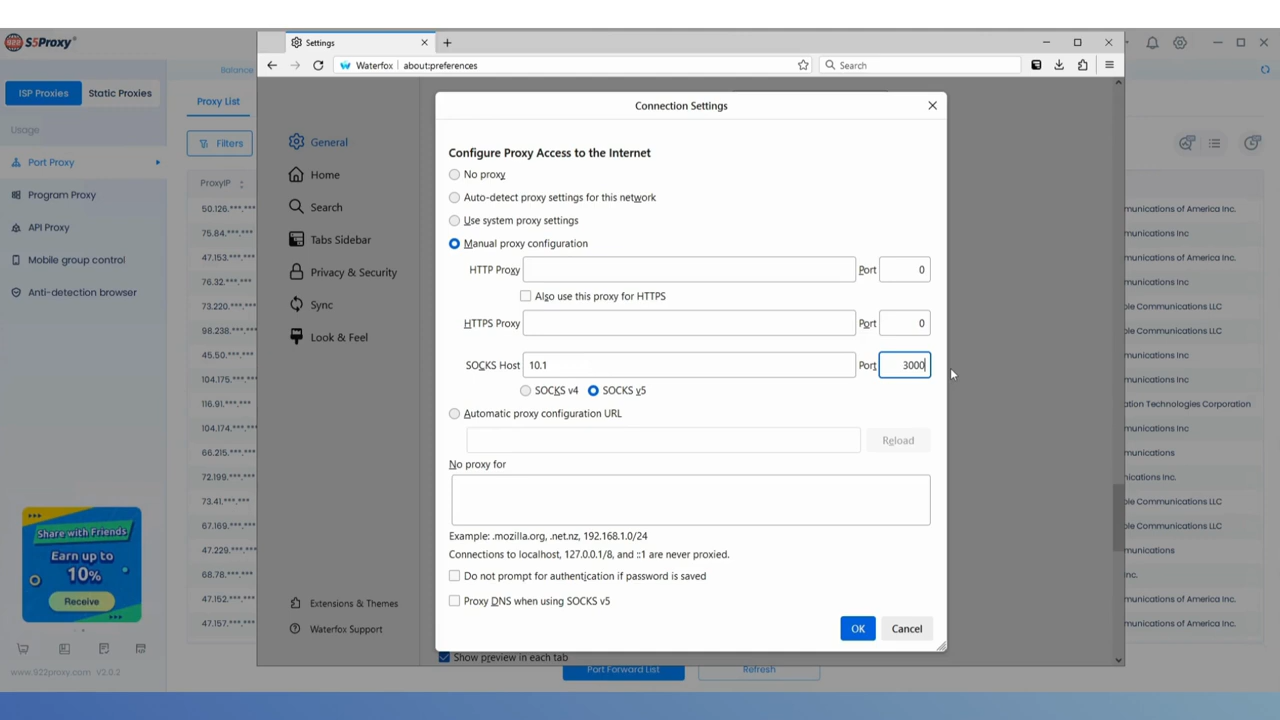 S5Proxy®
Settings
Waterfox
about:preferences
Search
Balance
ISP Proxies
Static Proxies
Proxy List
Usage
Filters
Port Proxy
Program Proxy
API Proxy
Mobile group control
Anti-detection browser
ProxyIP
50.126.***.***
75.84.***.***
47.153.***.***
76.32.***.***
73.220.***.***
98.238.***.***
45.50.***.***
104.175.***.***
116.91.***.***
104.174.***.***
66.215.***.***
72.199.***.***
73.41.***.***
67.169.***.***
47.229.***.***
68.78.***.***
47.152.***.***
47.157.***.***
General
Home
Search
Tabs Sidebar
Privacy & Security
Sync
Look & Feel
Extensions & Themes
Waterfox Support
Connection Settings
Configure Proxy Access to the Internet
No proxy
Auto-detect proxy settings for this network
Use system proxy settings
Manual proxy configuration
HTTP Proxy
Port 0
Also use this proxy for HTTPS
HTTPS Proxy
Port 0
SOCKS Host 10.1
Port 3000
SOCKS v4 SOCKS v5
Automatic proxy configuration URL
Reload
No proxy for
Example: .mozilla.org, .net.nz, 192.168.1.0/24
Connections to localhost, 127.0.0.1/8, and ::1 are never proxied.
Do not prompt for authentication if password is saved
Proxy DNS when using SOCKS v5
OK
Cancel
Show preview in each tab
Port Forward List
Refresh
munications of America Inc.
munications Inc
munications of America Inc.
munications Inc
ble Communications LLC
ble Communications LLC
munications Inc
munications Inc
ation Technologies Corporation
munications Inc
munications
nications Inc.
ble Communications LLC
ble Communications LLC
munications
nc.
munications of America Inc.
munications of America Inc.
Share with Friends
Earn up to
10%
Receive
www.922proxy.com V2.0.2